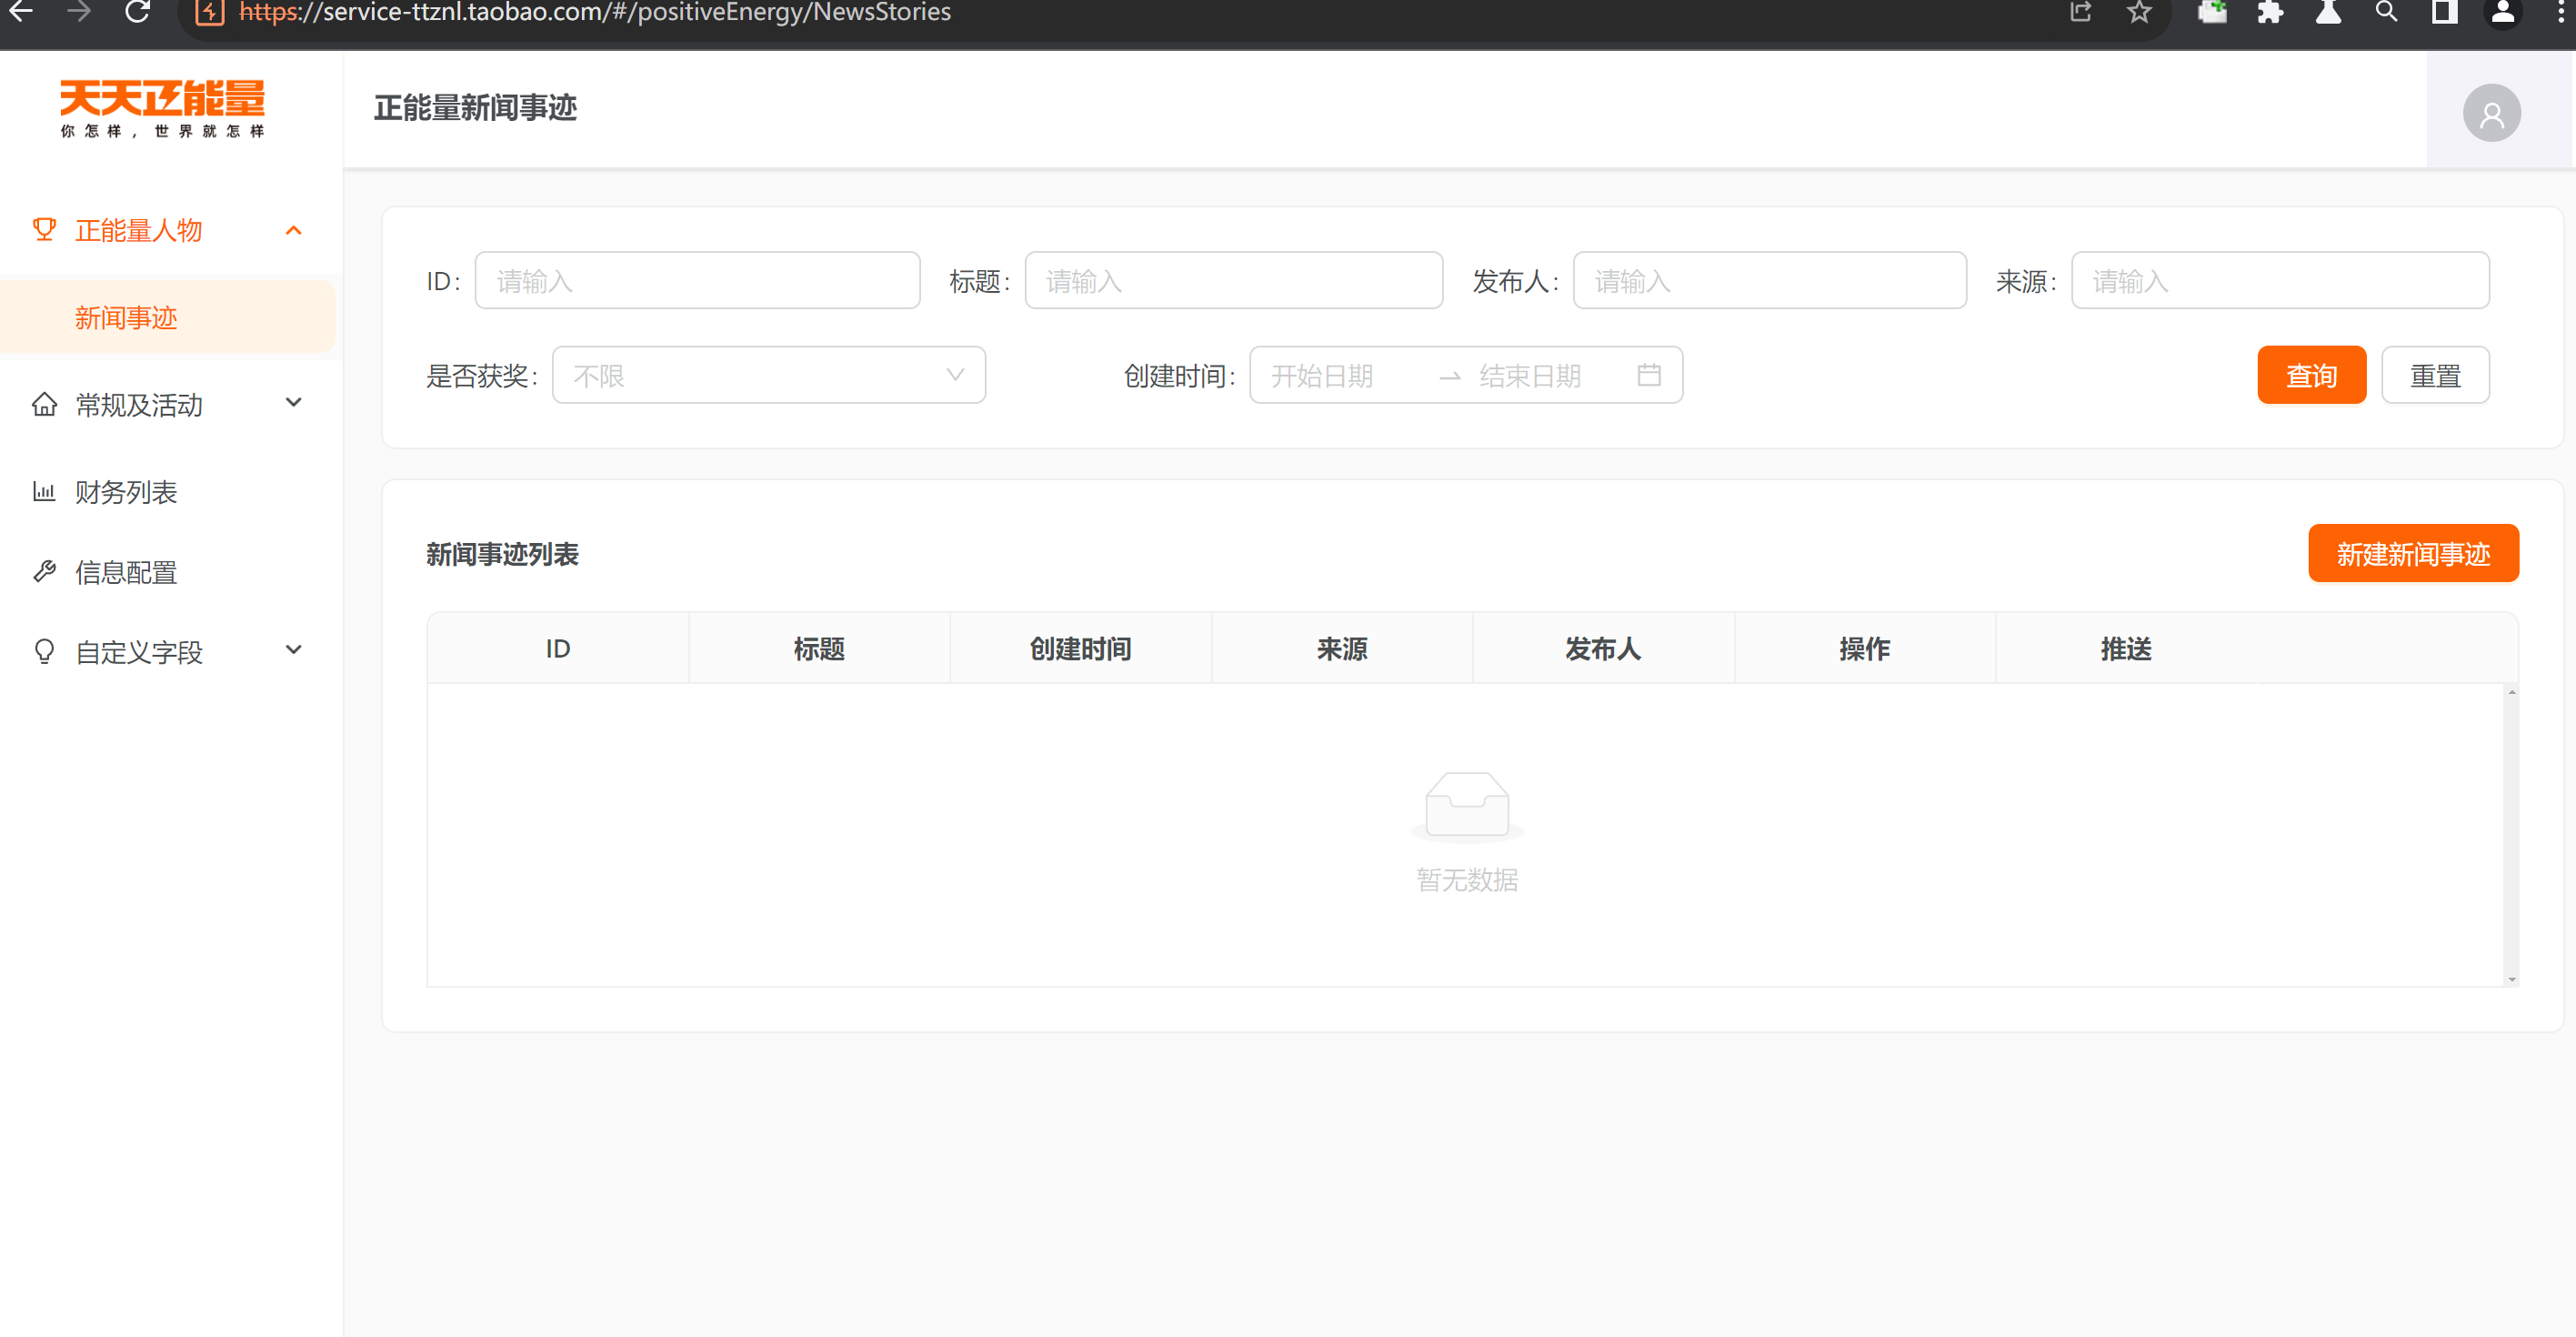 https://service-ttznl.taobao.com/#/positiveEnergy/NewsStories
天天正能量
你怎样，世界就怎样
正能量新闻事迹
正能量人物
新闻事迹
常规及活动
财务列表
信息配置
自定义字段
ID: 请输入 标题: 请输入 发布人: 请输入 来源: 请输入
是否获奖: 不限 创建时间: 开始日期 结束日期 查询 重置
新闻事迹列表 新建新闻事迹
ID 标题 创建时间 来源 发布人 操作 推送
暂无数据